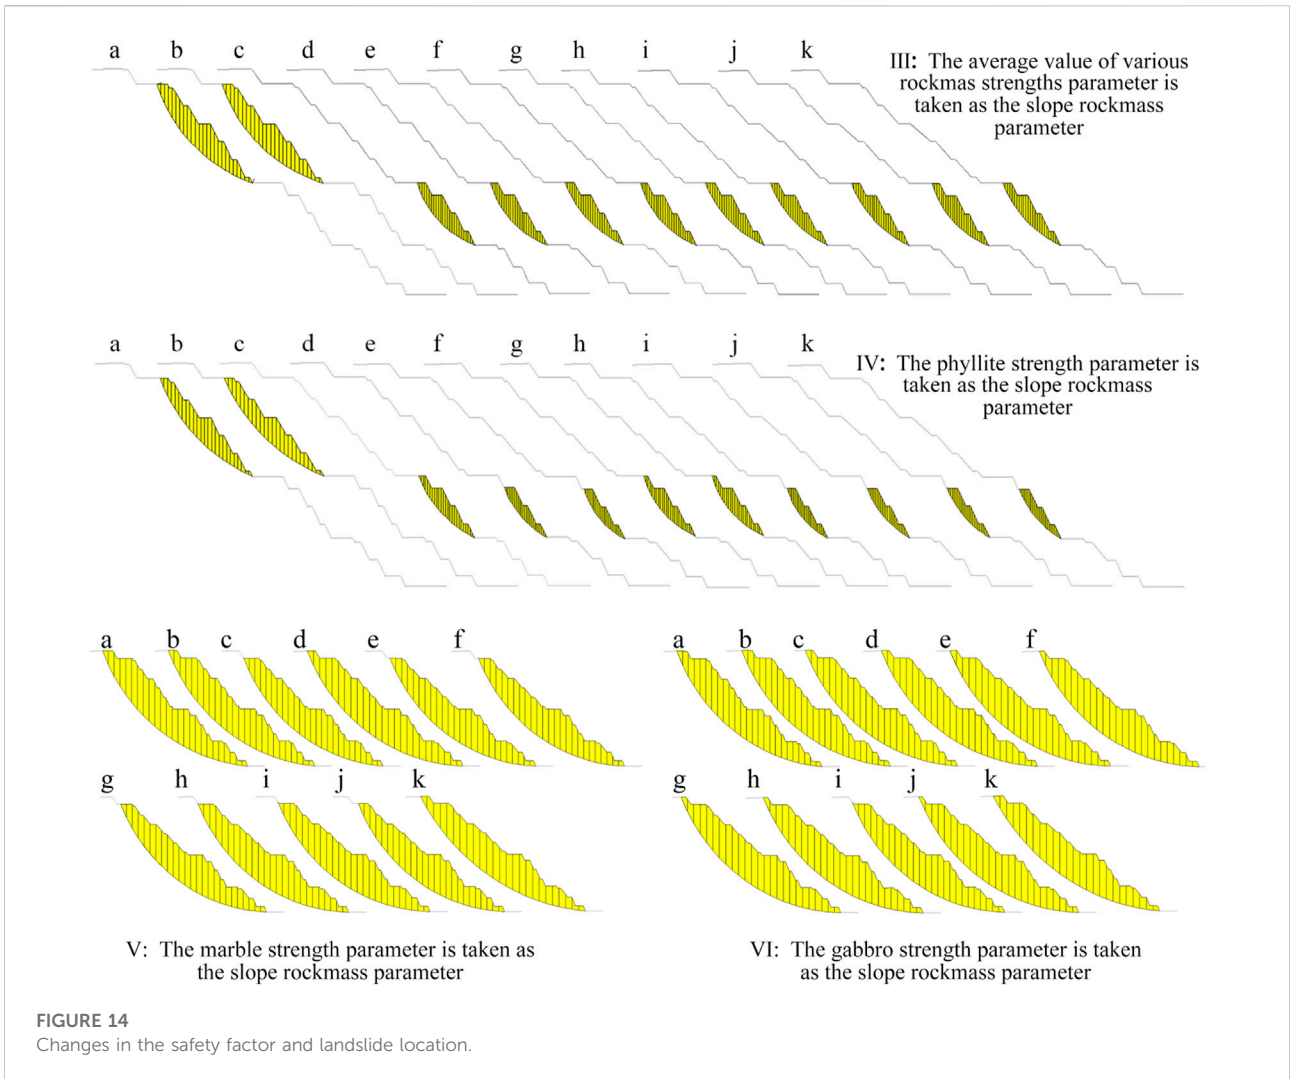 a b c d e f g h i j k
III: The average value of various
rockmas strengths parameter is
taken as the slope rockmass
parameter
a b c d e f g h i j k
IV: The phyllite strength parameter is
taken as the slope rockmass
parameter
a b c d e f
g h i j k
V: The marble strength parameter is taken as
the slope rockmass parameter
a b c d e f
g h i j k
VI: The gabbro strength parameter is taken
as the slope rockmass parameter
FIGURE 14
Changes in the safety factor and landslide location.